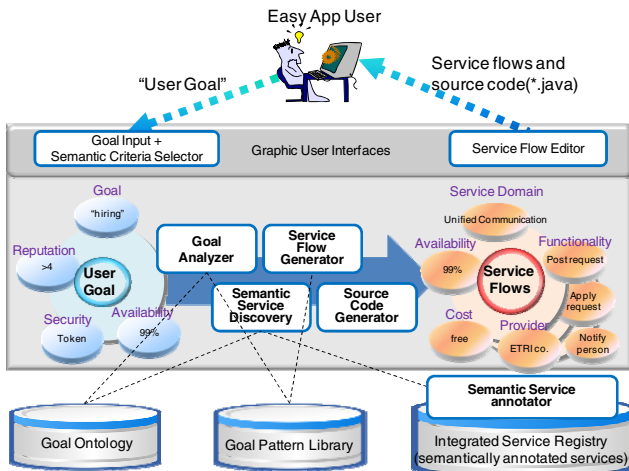 Easy App User
"User Goal"
Service flows and
source code(*.java)
Goal Input +
Semantic Criteria Selector
Graphic User Interfaces
Service Flow Editor
Goal
"hiring"
Reputation
>4
User
Goal
Security
Token
Availability
99%
Goal
Analyzer
Service
Flow
Generator
Semantic
Service
Discovery
Source
Code
Generator
Service Domain
Unified Communication
Availability
99%
Functionality
Post request
Service
Flows
Apply
request
Cost
free
Provider
ETRI co.
Notify
person
Semantic Service
annotator
Goal Ontology
Goal Pattern Library
Integrated Service Registry
(semantically annotated services)